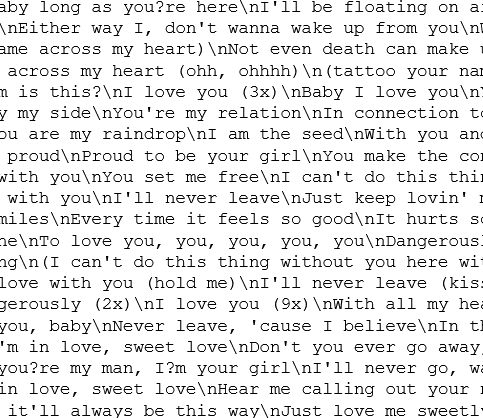 aby long as you?re here\nI'll be floating on ai
\nEither way I, don't wanna wake up from you\nW
ame across my heart)\nNot even death can make u
across my heart (ohh, ohhhh)\n(tattoo your nam
m is this?\nI love you (3x)\nBaby I love you\nY
y my side\nYou're my relation\nIn connection to
ou are my raindrop\nI am the seed\nWith you and
proud\nProud to be your girl\nYou make the con
with you\nYou set me free\nI can't do this thin
with you\nI'll never leave\nJust keep lovin' m
miles\nEvery time it feels so good\nIt hurts so
me\nTo love you, you, you, you, you\nDangerousl
ng\n(I can't do this thing without you here wit
love with you (hold me)\nI'll never leave (kiss
gerously (2x)\nI love you (9x)\nWith all my hea
you, baby\nNever leave, 'cause I believe\nIn th
'm in love, sweet love\nDon't you ever go away,
you?re my man, I?m your girl\nI'll never go, wa
in love, sweet love\nHear me calling out your n
it'll always be this way\nJust love me sweetly